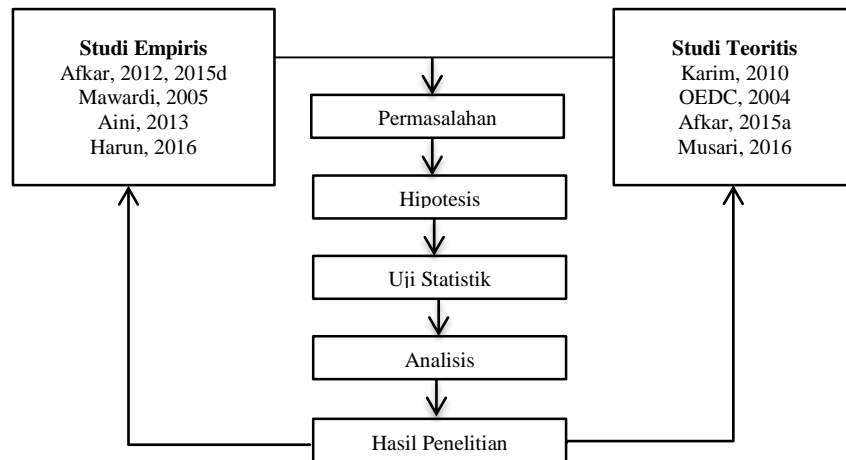 Studi Empiris
Afkar, 2012, 2015d
Mawardi, 2005
Aini, 2013
Harun, 2016
Studi Teoritis
Karim, 2010
OEDC, 2004
Afkar, 2015a
Musari, 2016
Permasalahan
Hipotesis
Uji Statistik
Analisis
Hasil Penelitian